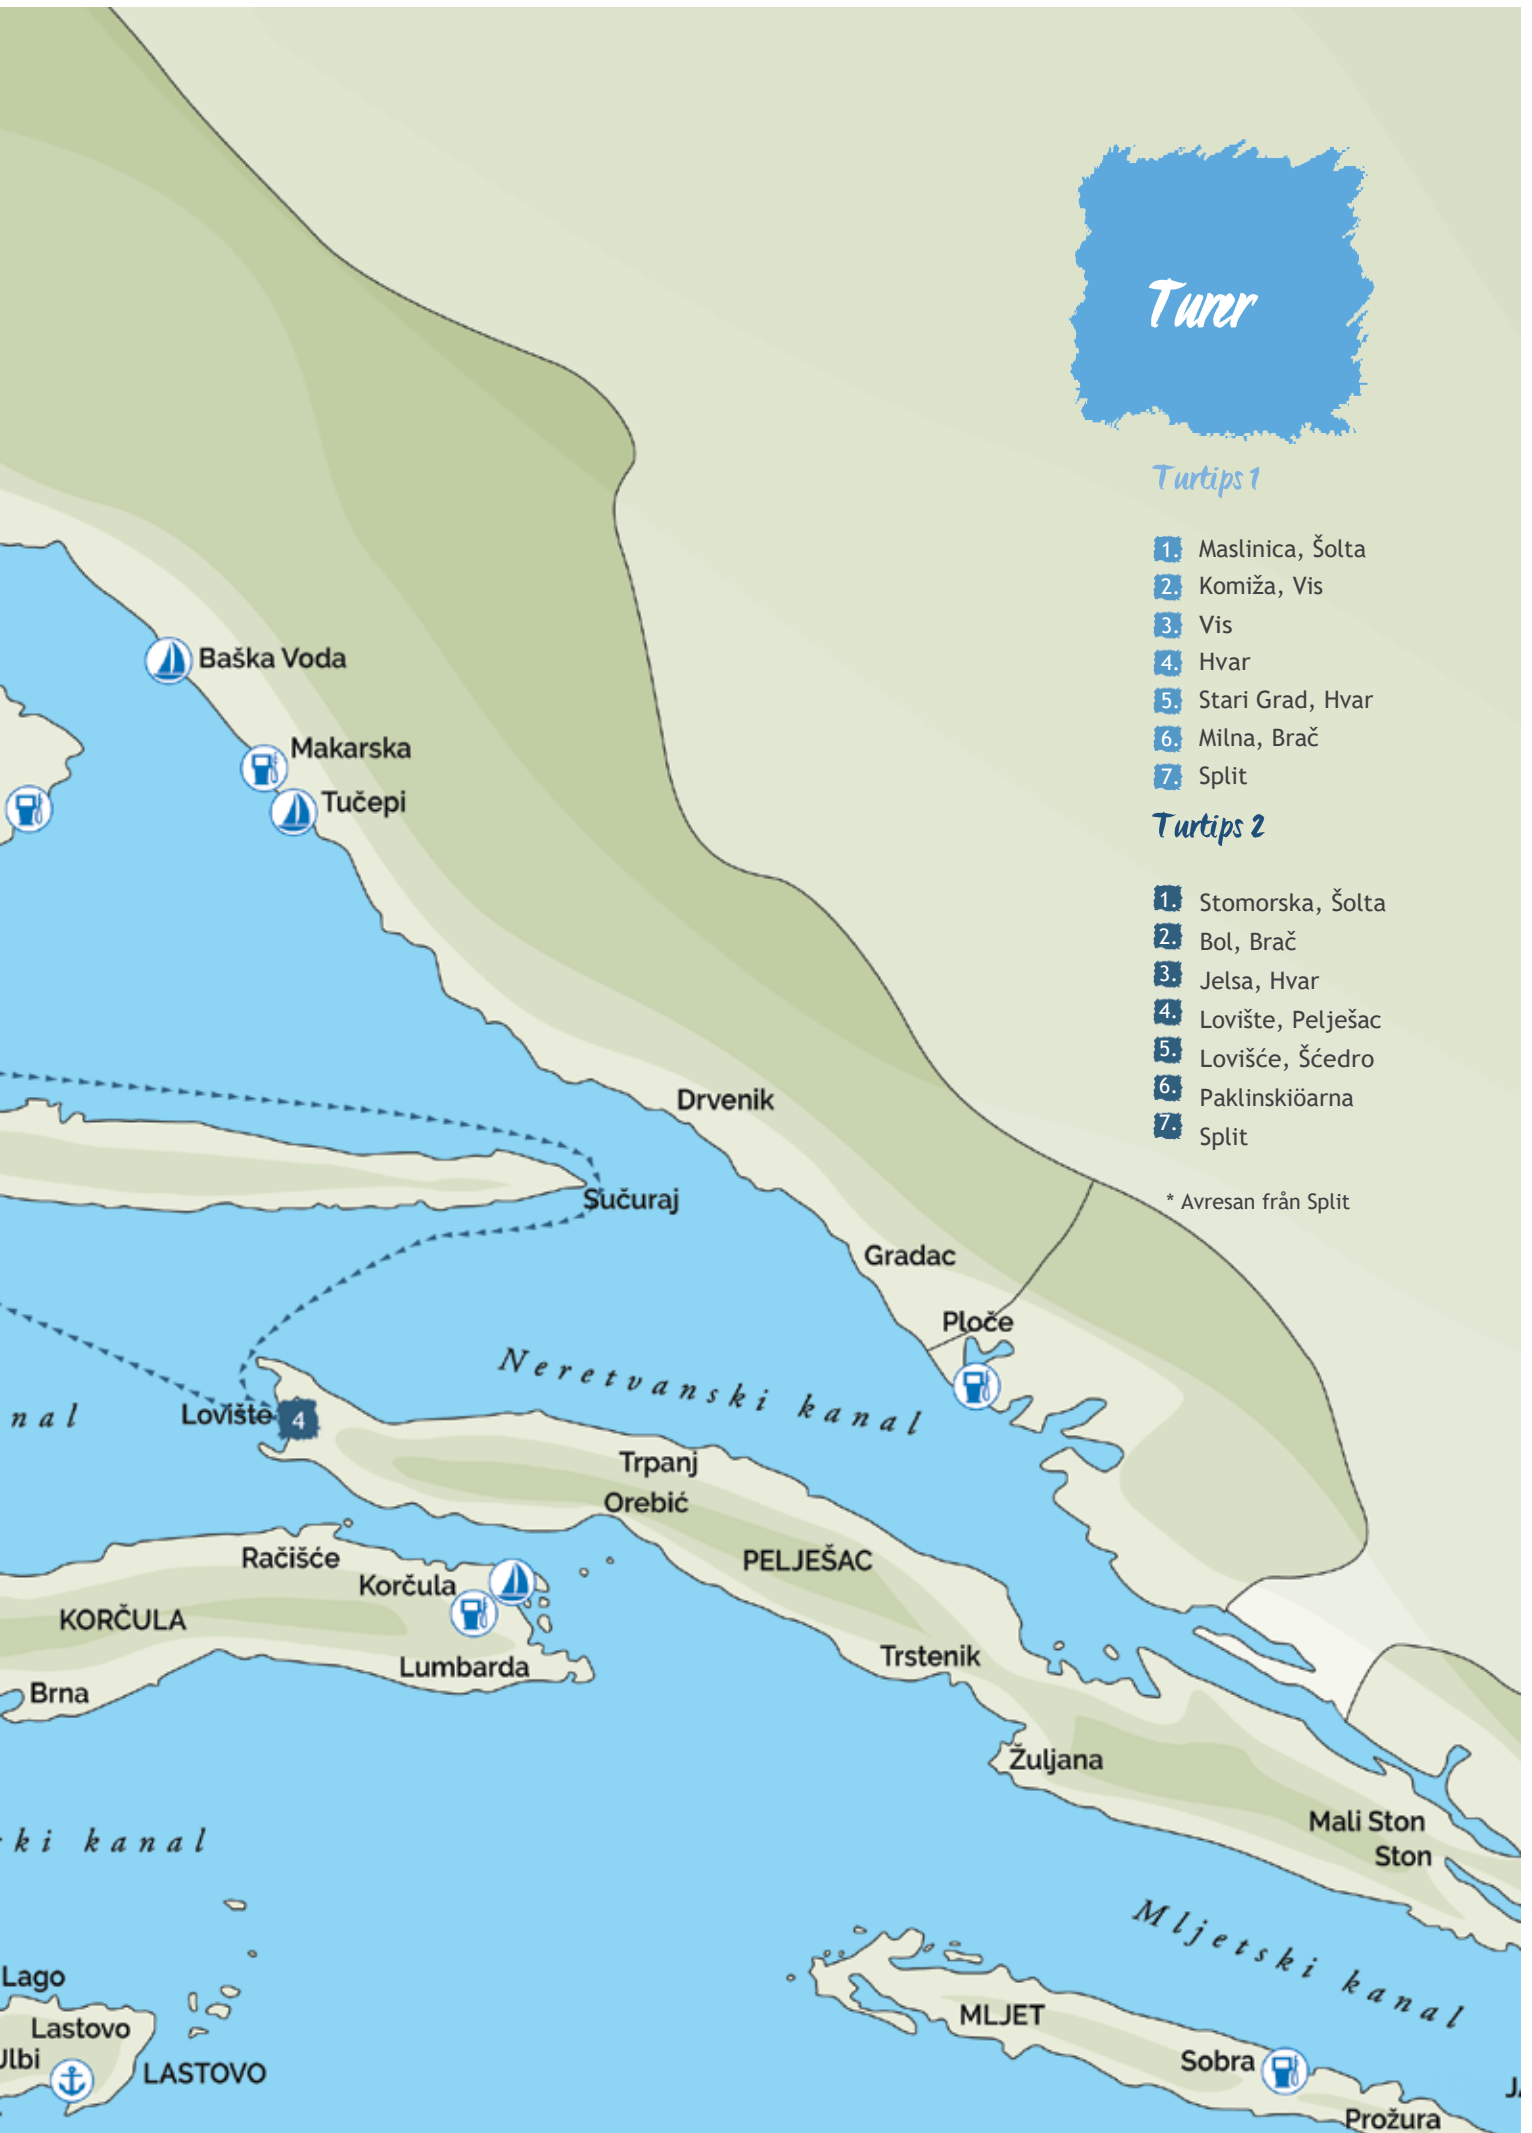 Turer
Turtips 1
1. Maslinica, Šolta
2. Komiža, Vis
3. Vis
4. Hvar
5. Stari Grad, Hvar
6. Milna, Brač
7. Split
Turtips 2
1. Stomorska, Šolta
2. Bol, Brač
3. Jelsa, Hvar
4. Lovište, Pelješac
5. Lovišće, Šćedro
6. Paklinskiöarna
7. Split
* Avresan från Split
Baška Voda
Makarska
Tučepi
Drvenik
Sučuraj
Gradac
Ploče
Neretvanski kanal
nal
Lovište 4
Trpanj
Orebić
Račišće
PELJEŠAC
Korčula
KORČULA
Trstenik
Lumbarda
Brna
Žuljana
Mali Ston
Ston
ki kanal
Mljetski kanal
Lago
MLJET
Lastovo
Ulbi
LASTOVO
Sobra
Prožura